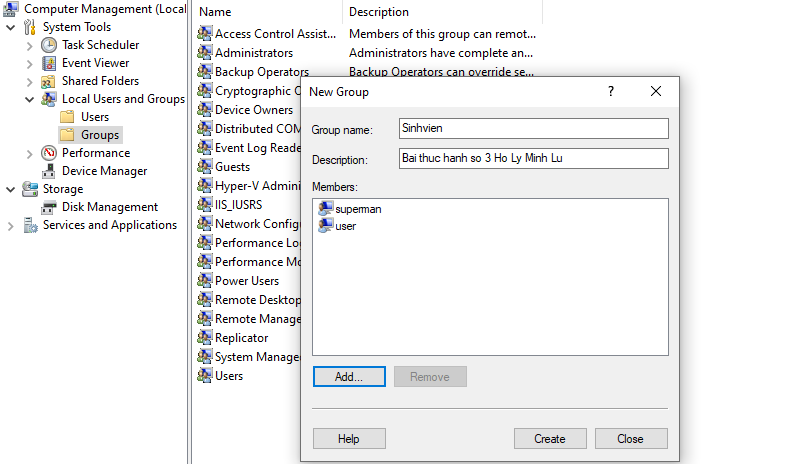 Computer Management (Local
System Tools
Task Scheduler
Event Viewer
Shared Folders
Local Users and Groups
Users
Groups
Performance
Device Manager
Storage
Disk Management
Services and Applications
Name Description
Access Control Assist... Members of this group can remot...
Administrators Administrators have complete an...
Backup Operators Backup Operators can override se...
Cryptographic O
Device Owners
Distributed COM
Event Log Reade
Guests
Hyper-V Admini
IIS_IUSRS
Network Config
Performance Lo
Performance Mo
Power Users
Remote Desktop
Remote Manage
Replicator
System Manage
Users
New Group
Group name: Sinhvien
Description: Bai thuc hanh so 3 Ho Ly Minh Lu
Members:
superman
user
Add... Remove
Help Create Close